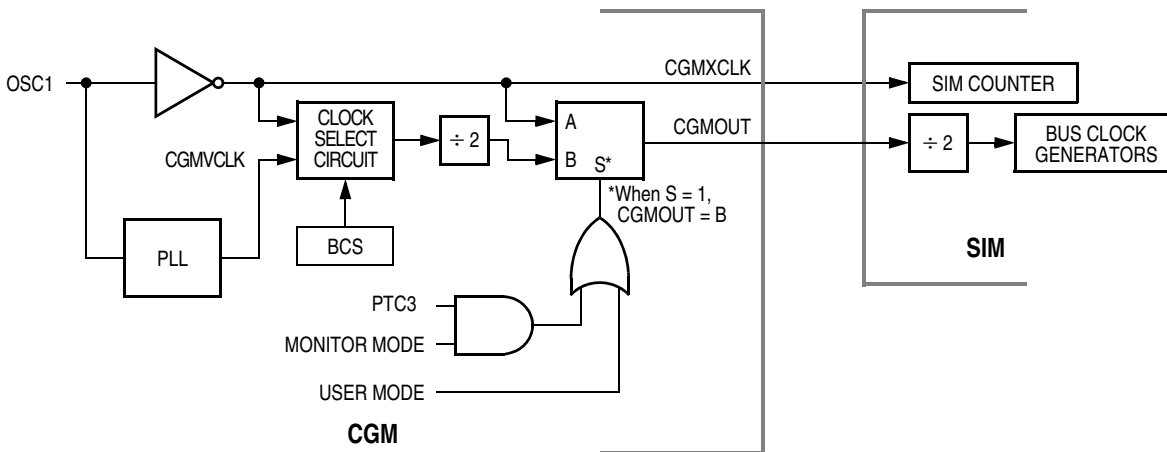 OSC1
CGMXCLK
SIM COUNTER
CLOCK
SELECT
CIRCUIT
÷ 2
A
B
S*
CGMOUT
÷ 2
BUS CLOCK
GENERATORS
CGMVCLK
*When S = 1,
CGMOUT = B
BCS
PLL
SIM
PTC3
MONITOR MODE
USER MODE
CGM